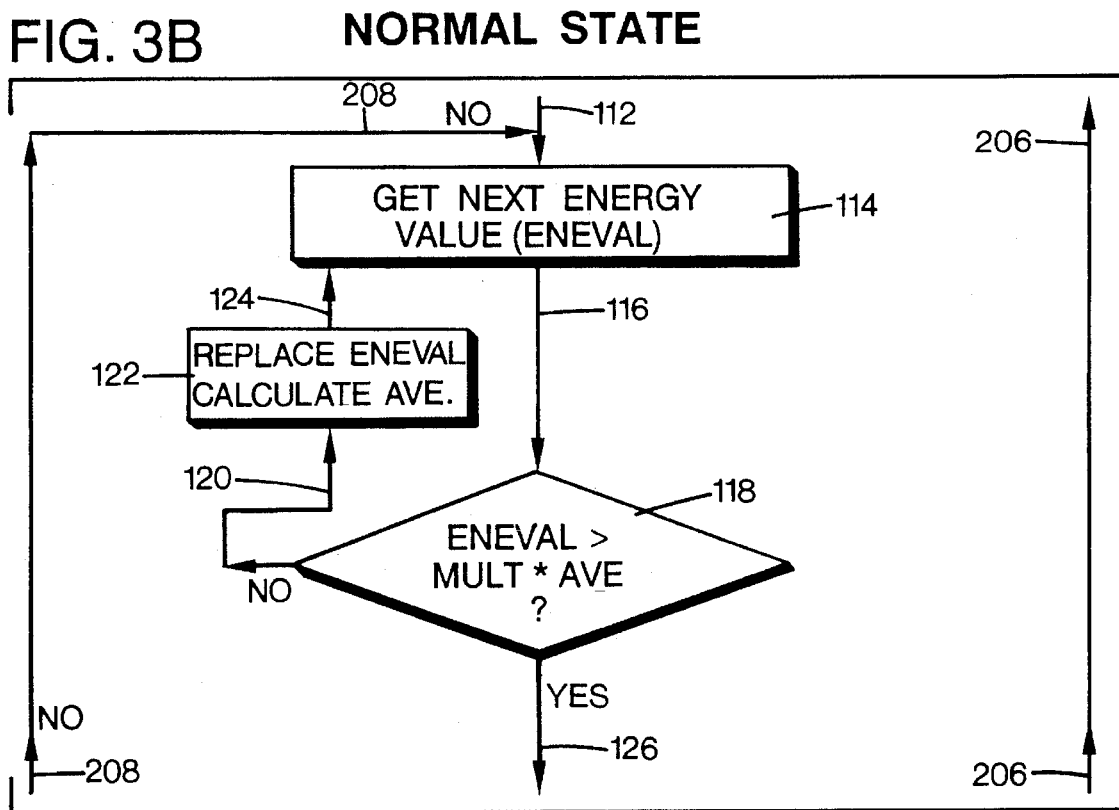 FIG. 3B
NORMAL STATE
208
NO
112
206
GET NEXT ENERGY
VALUE (ENEVAL)
114
124
116
REPLACE ENEVAL
CALCULATE AVE.
122
120
118
ENEVAL >
MULT * AVE
?
NO
YES
NO
126
208
206